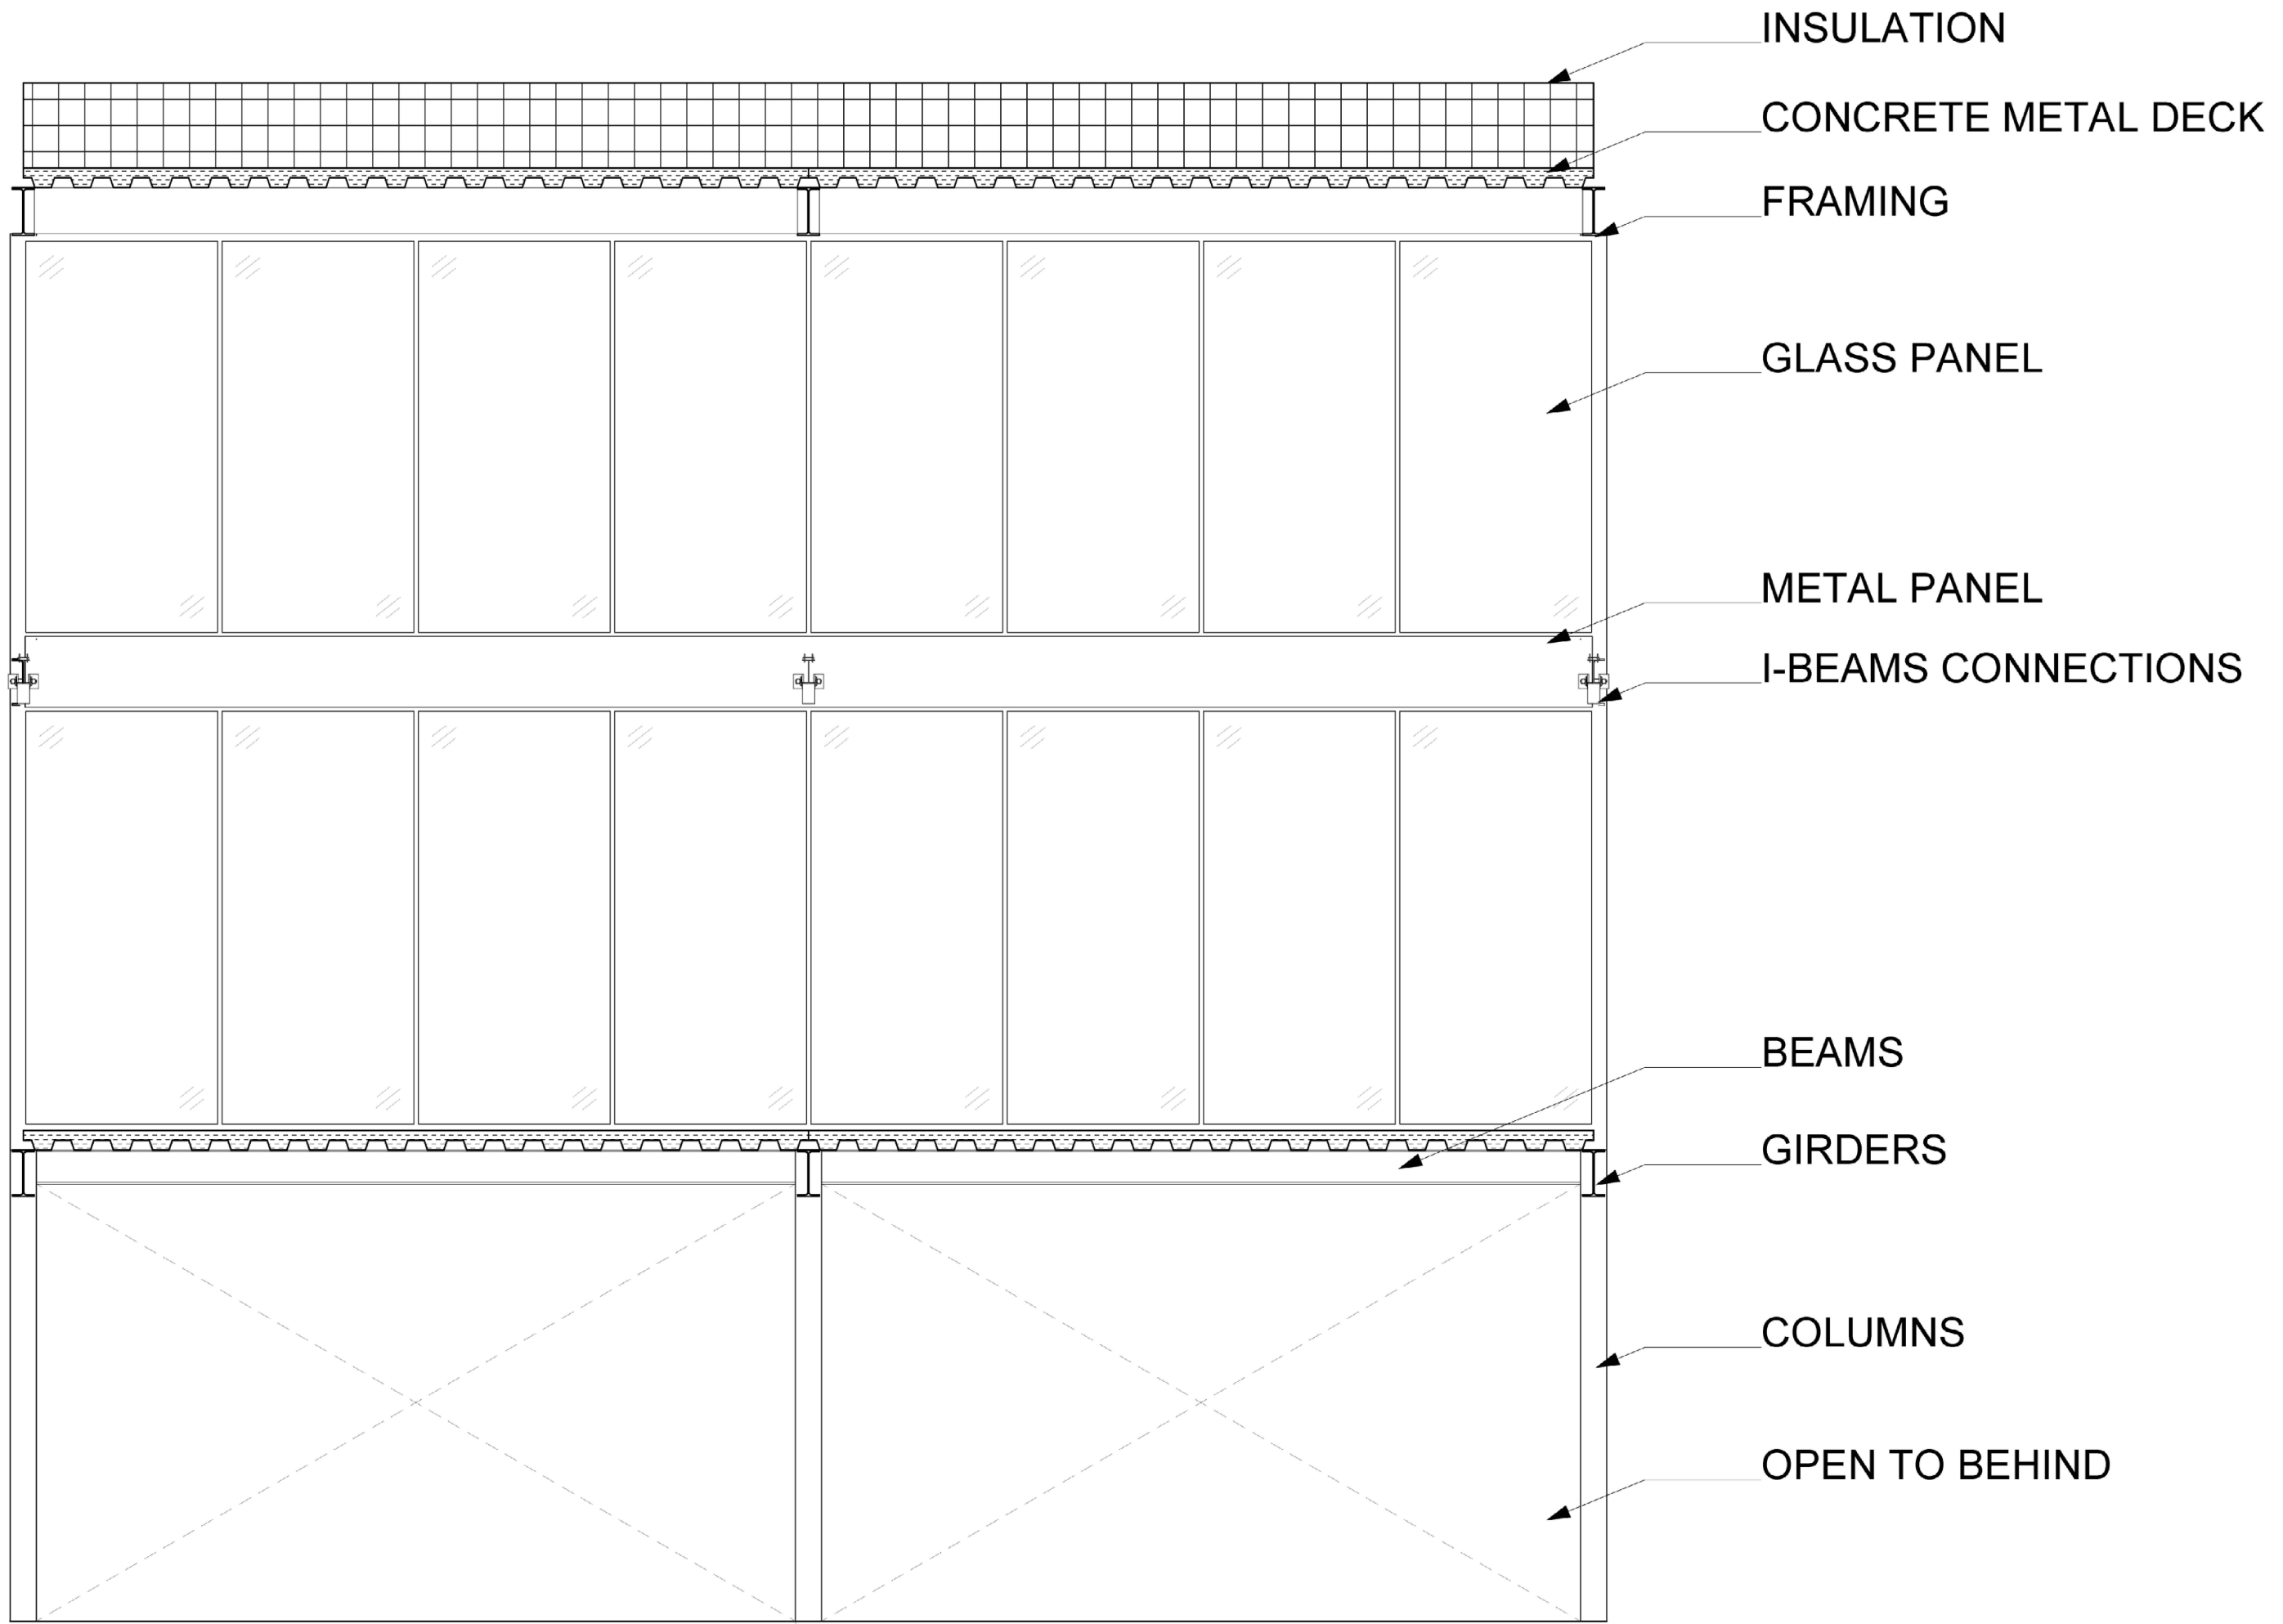 INSULATION
CONCRETE METAL DECK
FRAMING
GLASS PANEL
METAL PANEL
I-BEAMS CONNECTIONS
BEAMS
GIRDERS
COLUMNS
OPEN TO BEHIND